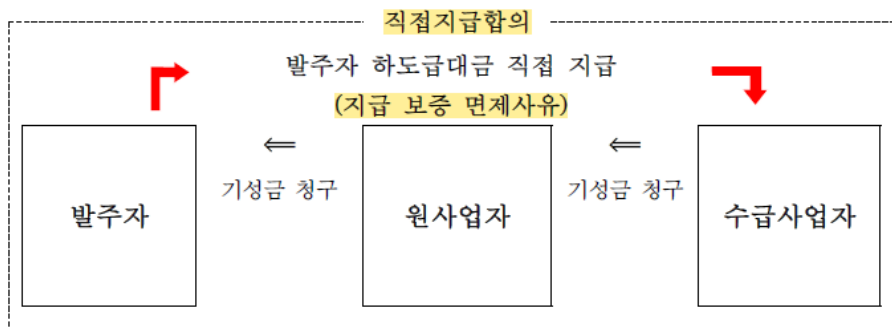 직접지급합의
발주자 하도급대금 직접 지급
(지급 보증 면제사유)
⇐ ⇐
기성금 청구 기성금 청구
발주자 원사업자 수급사업자